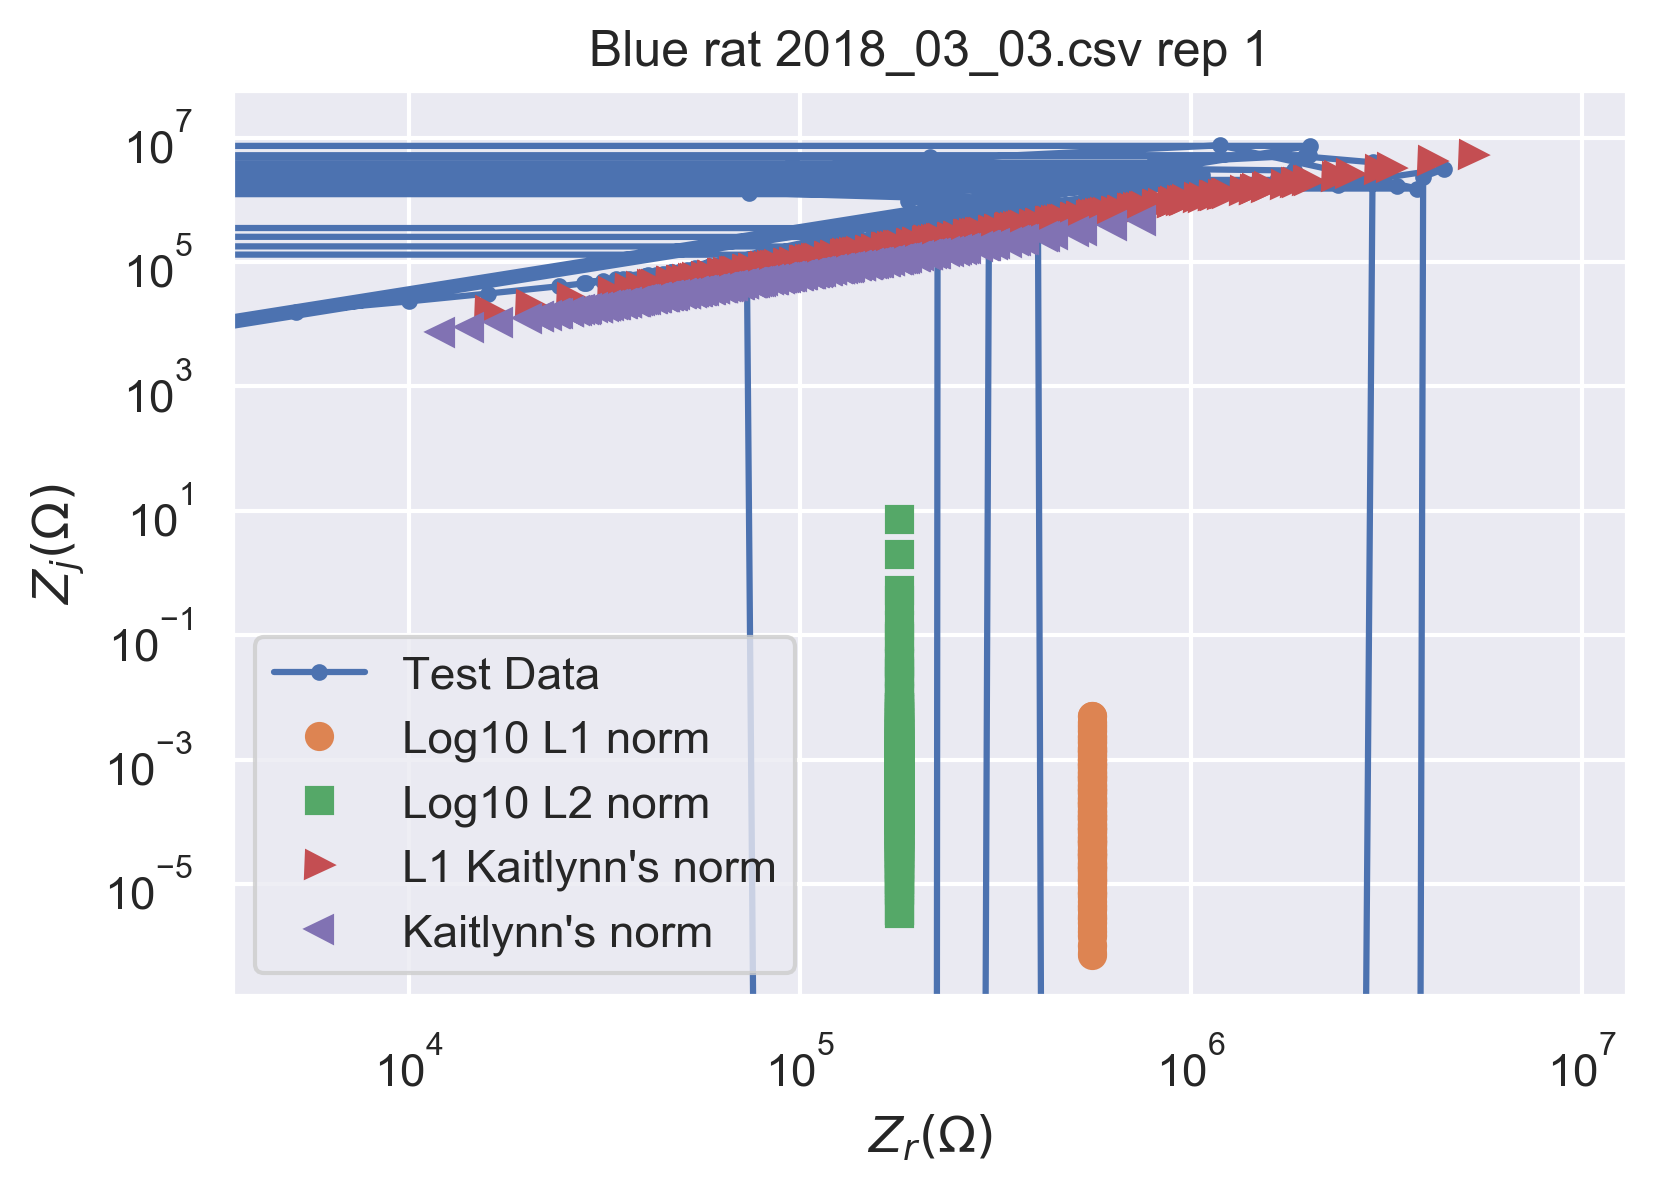 Blue rat 2018_03_03.csv rep 1
10^7
10^5
10^3
10^1
10^−1
10^−3
10^−5
Z_j(Ω)
Test Data
Log10 L1 norm
Log10 L2 norm
L1 Kaitlynn's norm
Kaitlynn's norm
10^4 10^5 10^6 10^7
Z_r(Ω)